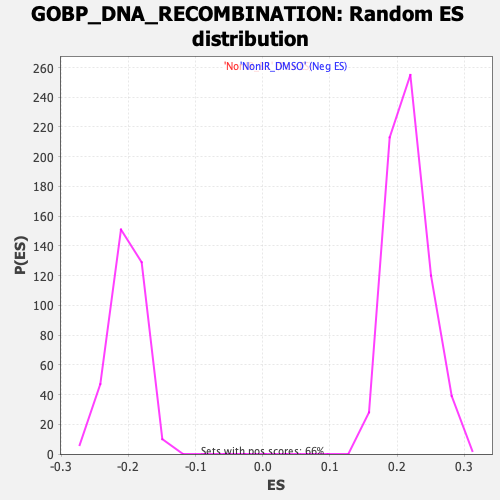 GOBP_DNA_RECOMBINATION: Random ES
distribution
'No'NonIR_DMSO' (Neg ES)
260
240
220
200
180
160
140
120
100
80
60
40
20
0
P(ES)
Sets with pos scores: 66%
-0.3 -0.2 -0.1 0.0 0.1 0.2 0.3
ES